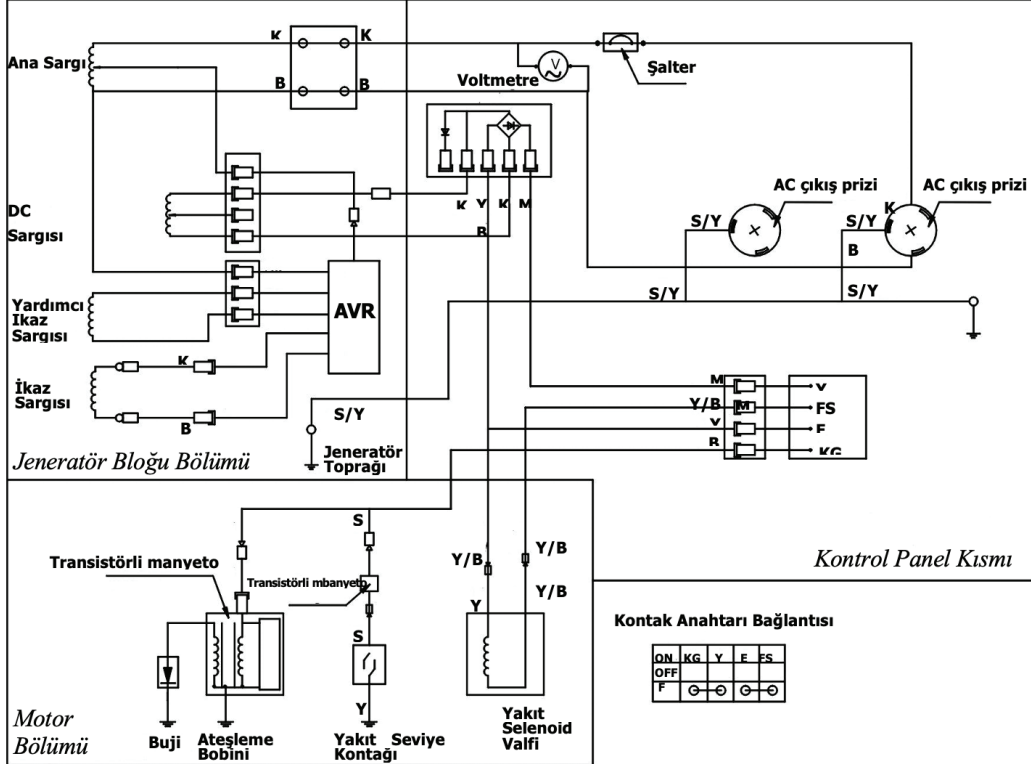 Ana Sargı
K
K
B
B
Voltmetre
V
Şalter
AC çıkış prizi
AC çıkış prizi
DC
Sargısı
K
Y
K
M
B
S/Y
S/Y
K
B
S/Y
S/Y
Yardımcı
Ikaz
Sargısı
AVR
İkaz
Sargısı
K
B
S/Y
Jeneratör
Toprağı
Jeneratör Bloğu Bölümü
M
Y/B
M
FS
KG
Kontrol Panel Kısmı
Transistörli manyeto
Transistörli mbanyeto
S
S
Y
Y/B
Y/B
Y/B
Y
Motor
Bölümü
Buji
Ateşleme
Bobini
Yakıt Seviye
Kontağı
Yakıt
Selenoid
Valfi
Kontak Anahtarı Bağlantısı
ON KG Y E FS
OFF
F